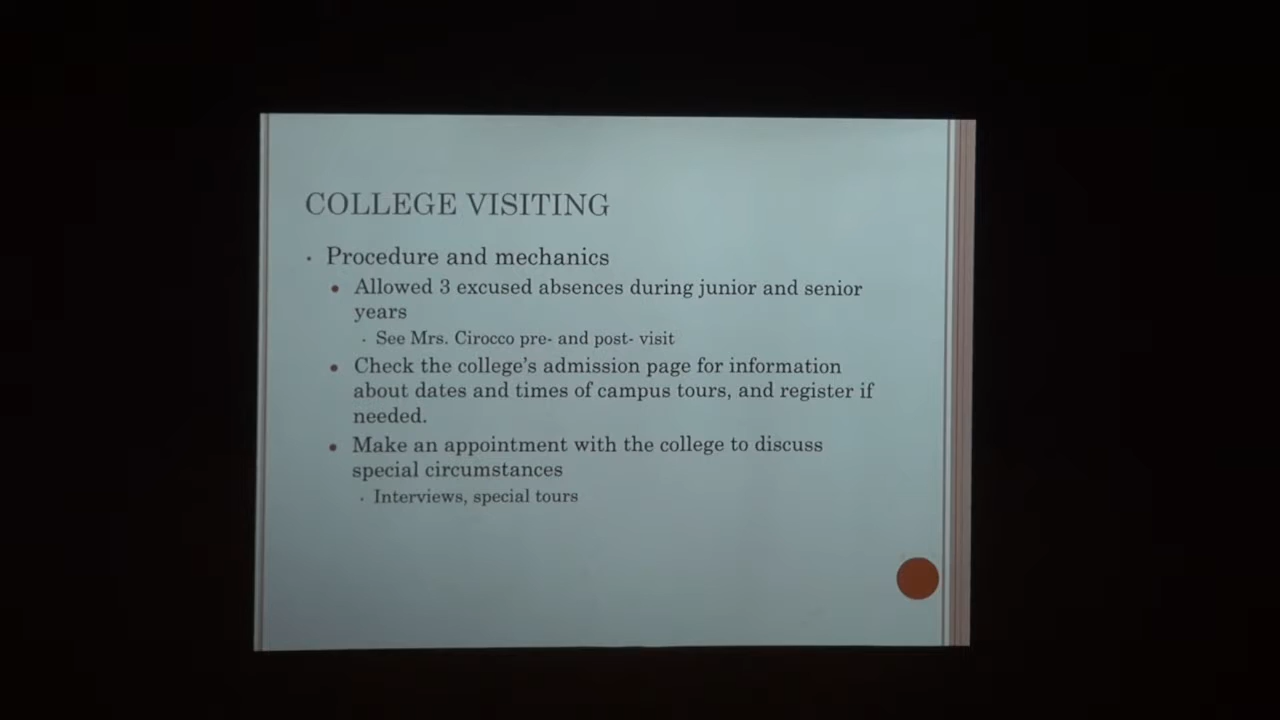 COLLEGE VISITING
• Procedure and mechanics
• Allowed 3 excused absences during junior and senior
years
• See Mrs. Cirocco pre- and post- visit
• Check the college's admission page for information
about dates and times of campus tours, and register if
needed.
• Make an appointment with the college to discuss
special circumstances
• Interviews, special tours